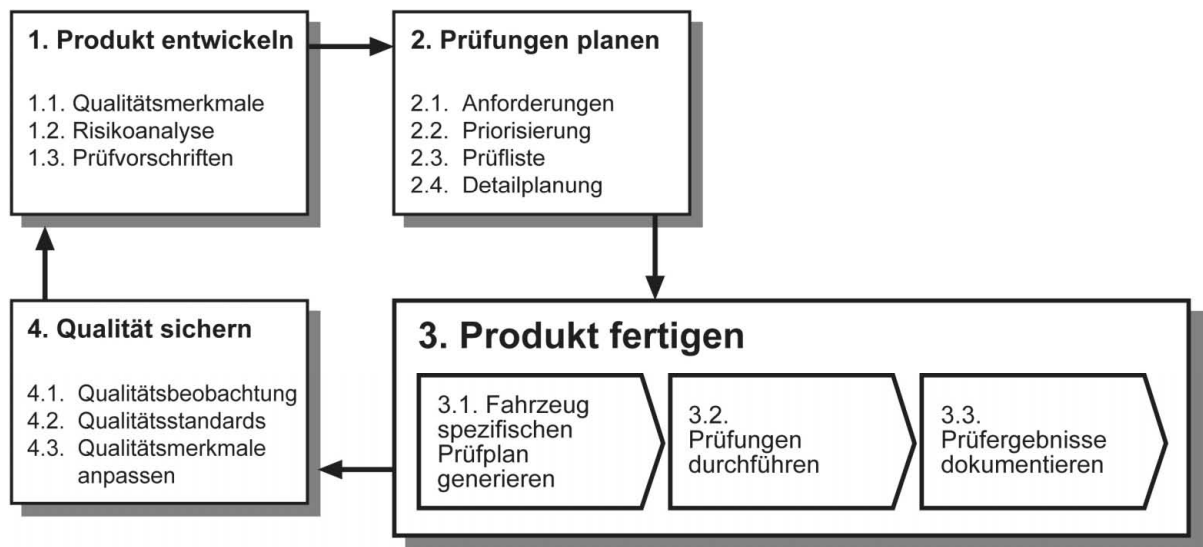 1. Produkt entwickeln
1.1. Qualitätsmerkmale
1.2. Risikoanalyse
1.3. Prüfvorschriften
2. Prüfungen planen
2.1. Anforderungen
2.2. Priorisierung
2.3. Prüfliste
2.4. Detailplanung
3. Produkt fertigen
3.1. Fahrzeug
spezifischen
Prüfplan
generieren
3.2.
Prüfungen
durchführen
3.3.
Prüfergebnisse
dokumentieren
4. Qualität sichern
4.1. Qualitätsbeobachtung
4.2. Qualitätsstandards
4.3. Qualitätsmerkmale
anpassen